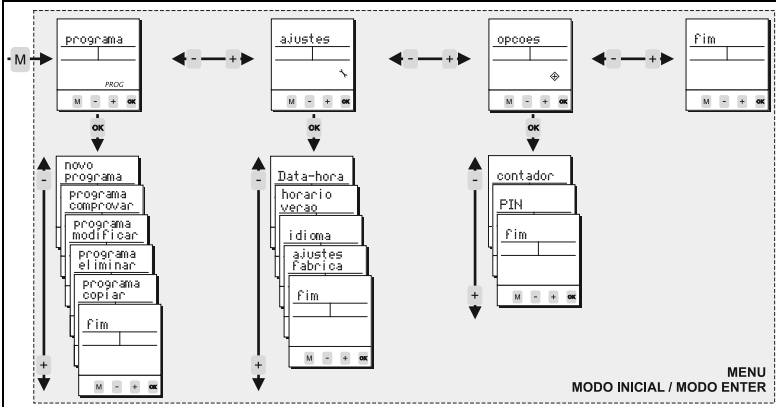 M
programa
PROG
M - + OK
- +
ajustes
M - + OK
- +
opcoes
M - + OK
- +
fim
M - + OK
OK
OK
OK
-
novo
programa
programa
comprovar
programa
modificar
programa
eliminar
programa
copiar
fim
M - + OK
+
-
Data-hora
horario
verao
idioma
ajustes
fabrica
fim
M - + OK
+
-
contador
PIN
fim
M - + OK
+
MENU
MODO INICIAL / MODO ENTER